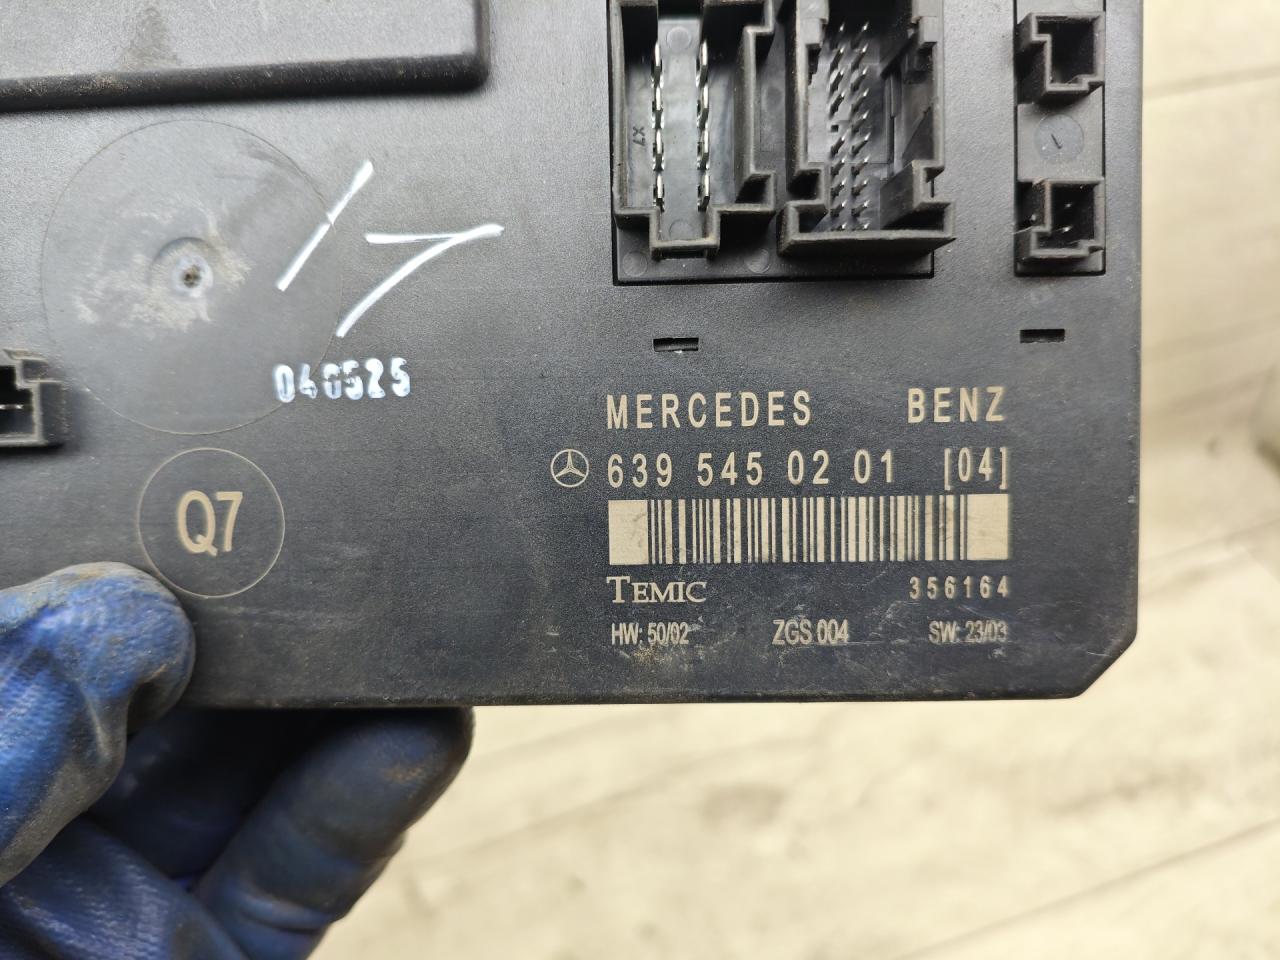 X7
17
040525
MERCEDES BENZ
639 545 02 01 [04]
Q7
TEMIC 356164
HW: 50/02 ZGS 004 SW: 23/03